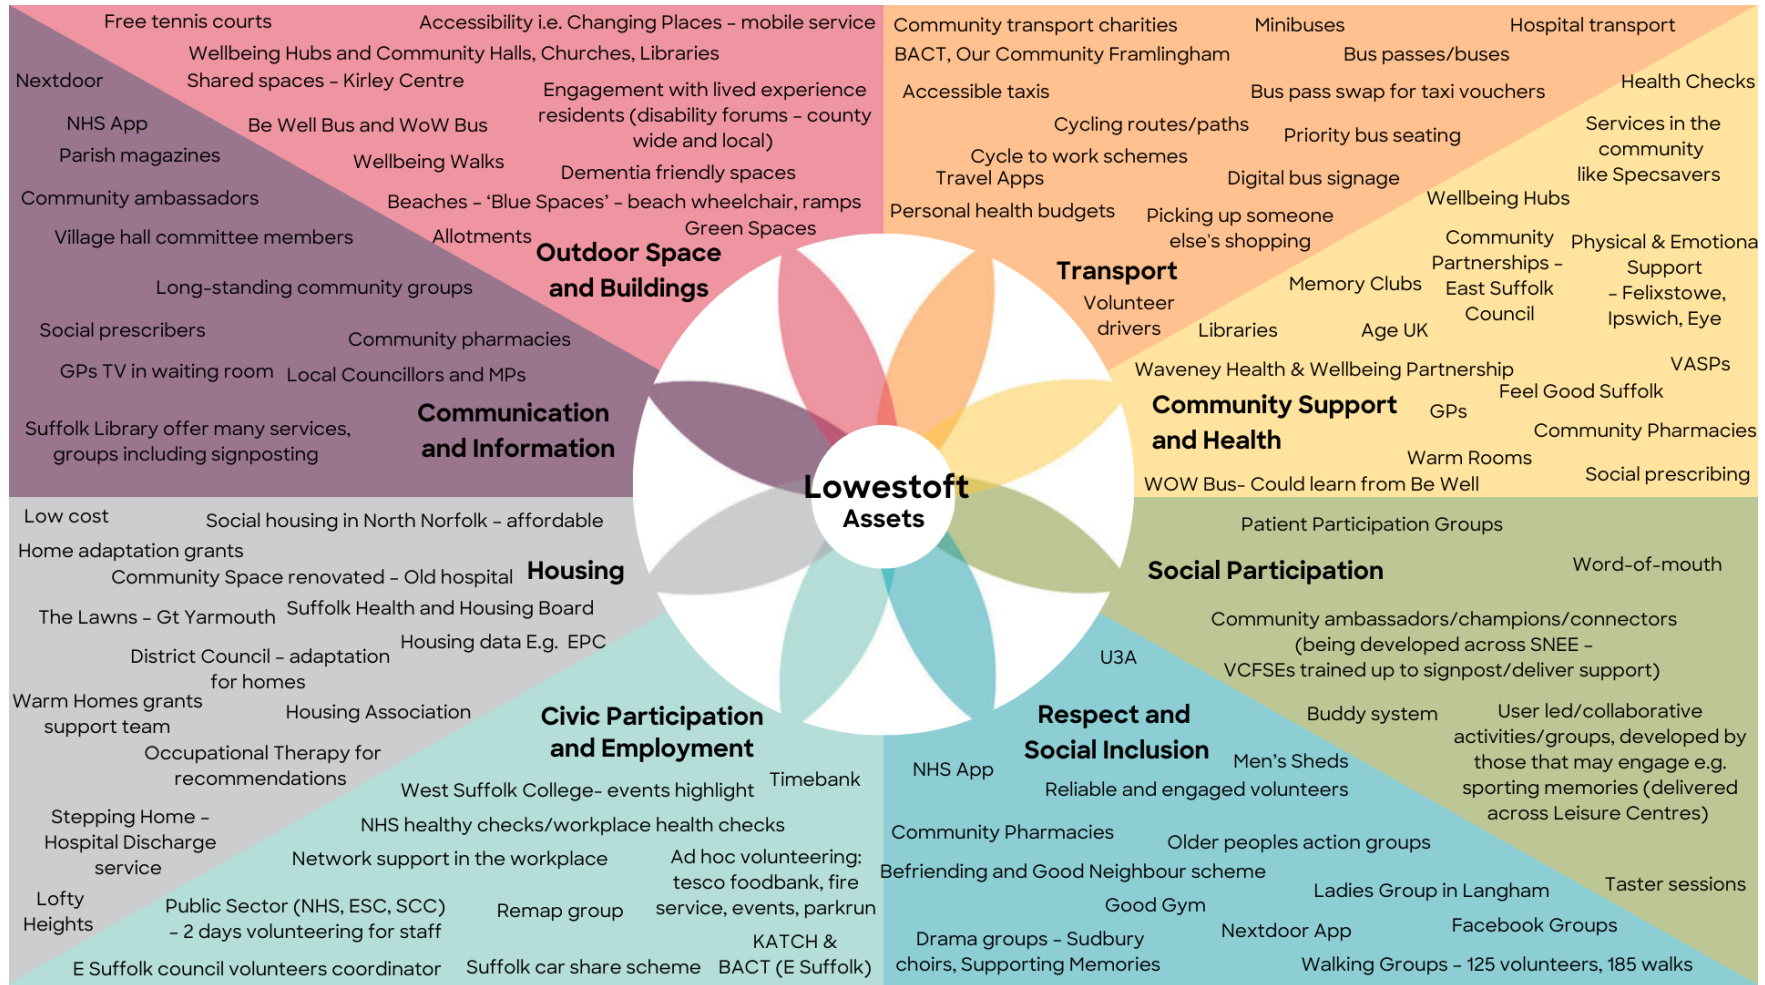 Free tennis courts
Accessibility i.e. Changing Places – mobile service
Wellbeing Hubs and Community Halls, Churches, Libraries
Shared spaces – Kirley Centre
Engagement with lived experience
residents (disability forums – county
wide and local)
Be Well Bus and WoW Bus
Wellbeing Walks
Dementia friendly spaces
Beaches – ‘Blue Spaces’ – beach wheelchair, ramps
Green Spaces
Allotments
Outdoor Space
and Buildings
Community transport charities
Minibuses
Hospital transport
BACT, Our Community Framlingham
Bus passes/buses
Accessible taxis
Bus pass swap for taxi vouchers
Cycling routes/paths
Priority bus seating
Cycle to work schemes
Travel Apps
Digital bus signage
Personal health budgets
Picking up someone
else's shopping
Transport
Volunteer
drivers
Health Checks
Services in the
community
like Specsavers
Wellbeing Hubs
Community
Partnerships –
East Suffolk
Council
Physical & Emotiona
Support
– Felixstowe,
Ipswich, Eye
Memory Clubs
Libraries
Age UK
Waveney Health & Wellbeing Partnership
VASPs
Feel Good Suffolk
Community Support
and Health
GPs
Community Pharmacies
Warm Rooms
Social prescribing
WOW Bus- Could learn from Be Well
Nextdoor
NHS App
Parish magazines
Community ambassadors
Village hall committee members
Long-standing community groups
Social prescribers
Community pharmacies
GPs TV in waiting room
Local Councillors and MPs
Communication
and Information
Suffolk Library offer many services,
groups including signposting
Lowestoft
Assets
Low cost
Social housing in North Norfolk – affordable
Home adaptation grants
Community Space renovated – Old hospital
Housing
The Lawns – Gt Yarmouth
Suffolk Health and Housing Board
Housing data E.g. EPC
District Council – adaptation
for homes
Warm Homes grants
support team
Housing Association
Occupational Therapy for
recommendations
Stepping Home –
Hospital Discharge
service
Lofty
Heights
Civic Participation
and Employment
Timebank
West Suffolk College- events highlight
NHS healthy checks/workplace health checks
Network support in the workplace
Ad hoc volunteering:
tesco foodbank, fire
service, events, parkrun
Public Sector (NHS, ESC, SCC)
– 2 days volunteering for staff
Remap group
KATCH &
BACT (E Suffolk)
E Suffolk council volunteers coordinator
Suffolk car share scheme
U3A
Respect and
Social Inclusion
NHS App
Men’s Sheds
Reliable and engaged volunteers
Community Pharmacies
Older peoples action groups
Befriending and Good Neighbour scheme
Ladies Group in Langham
Good Gym
Nextdoor App
Facebook Groups
Drama groups – Sudbury
choirs, Supporting Memories
Walking Groups – 125 volunteers, 185 walks
Patient Participation Groups
Social Participation
Word-of-mouth
Community ambassadors/champions/connectors
(being developed across SNEE –
VCFSEs trained up to signpost/deliver support)
Buddy system
User led/collaborative
activities/groups, developed by
those that may engage e.g.
sporting memories (delivered
across Leisure Centres)
Taster sessions